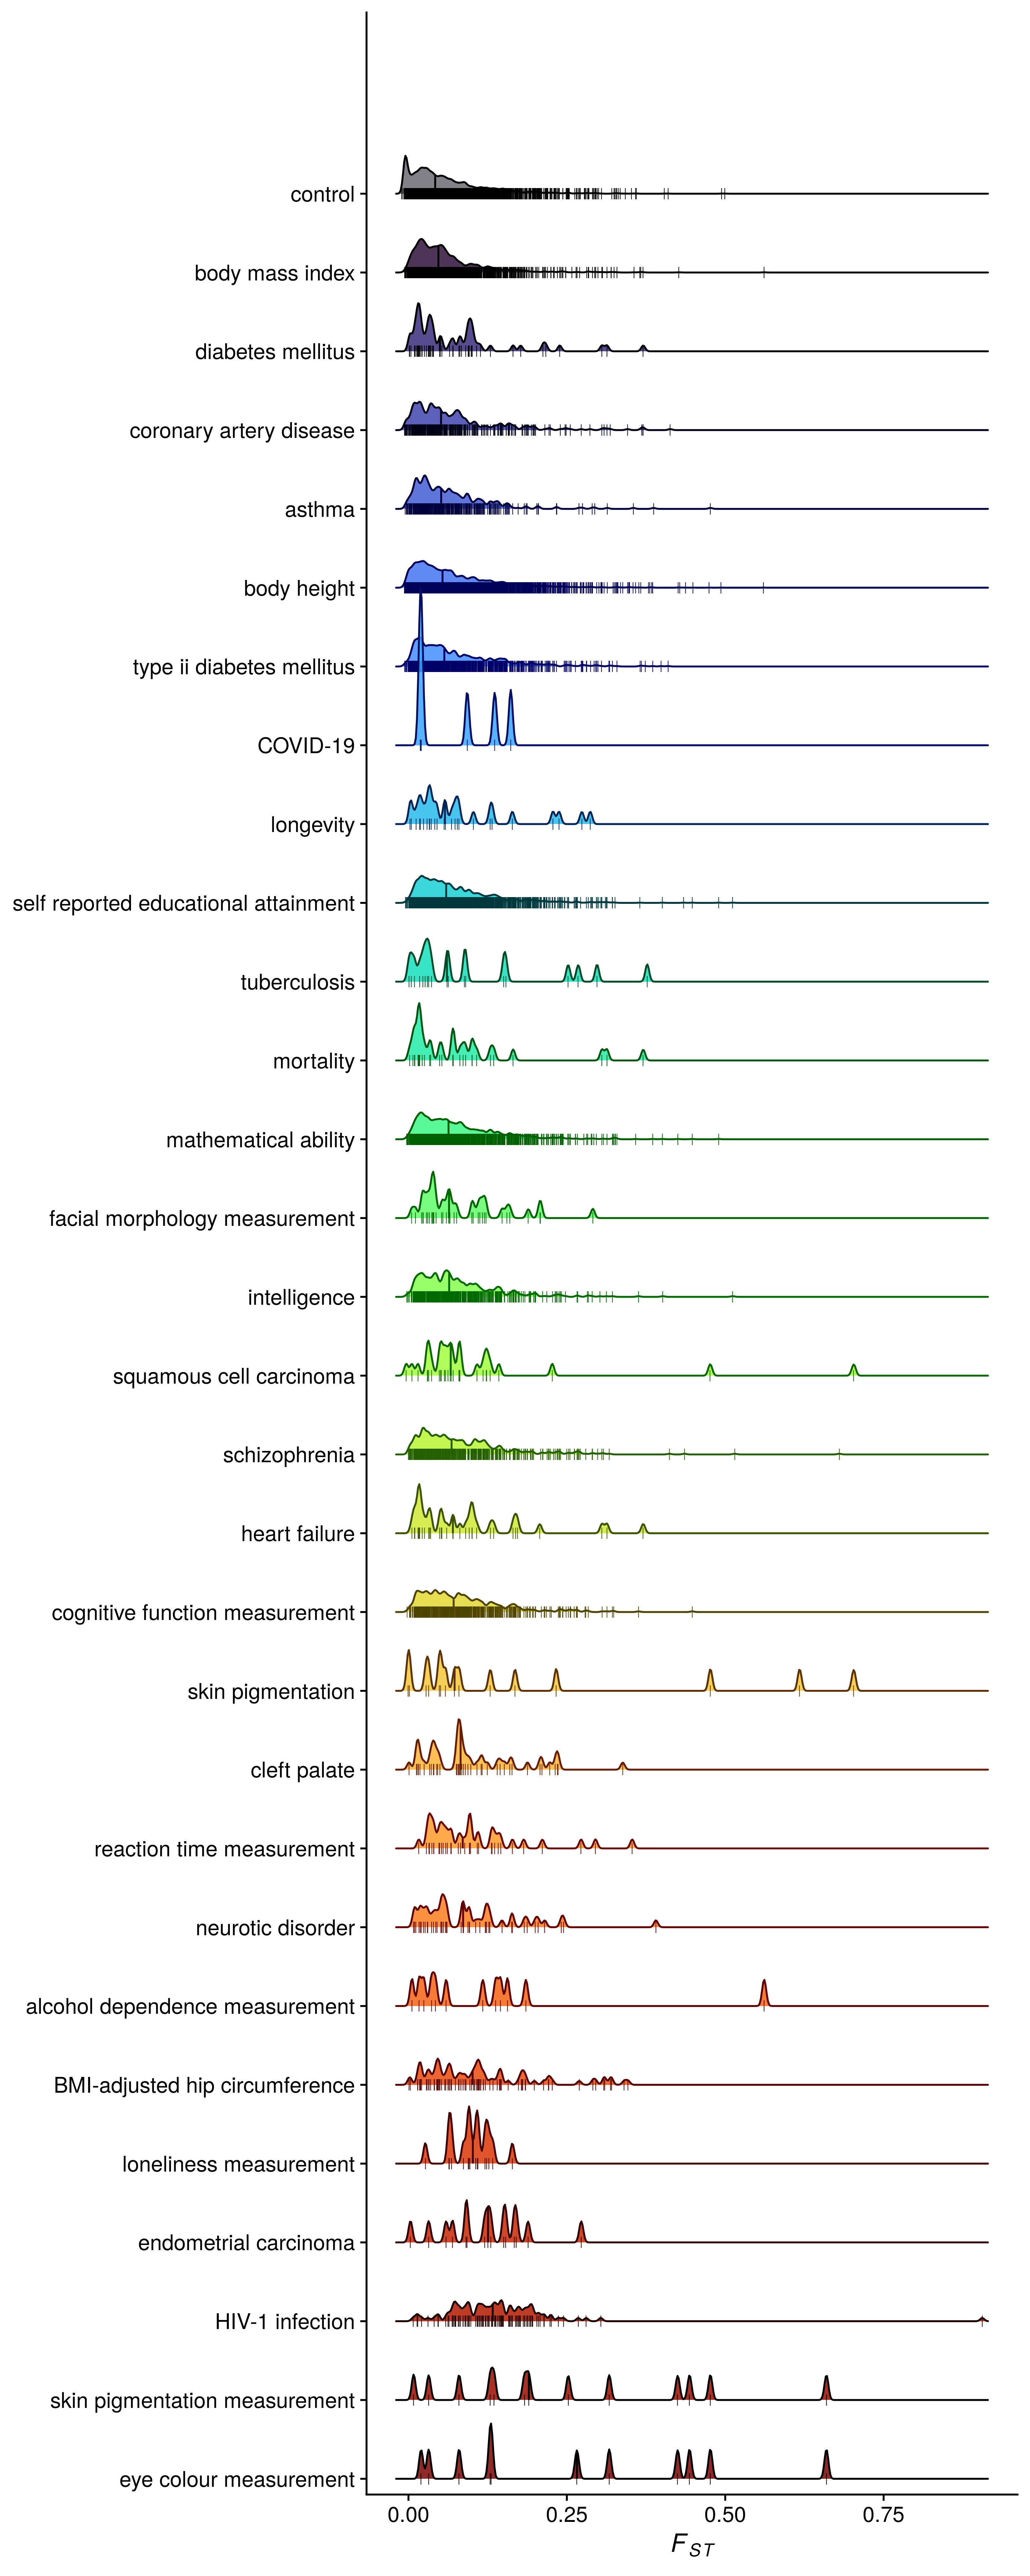 control
body mass index
diabetes mellitus
coronary artery disease
asthma
body height
type ii diabetes mellitus
COVID-19
longevity
self reported educational attainment
tuberculosis
mortality
mathematical ability
facial morphology measurement
intelligence
squamous cell carcinoma
schizophrenia
heart failure
cognitive function measurement
skin pigmentation
cleft palate
reaction time measurement
neurotic disorder
alcohol dependence measurement
BMI-adjusted hip circumference
loneliness measurement
endometrial carcinoma
HIV-1 infection
skin pigmentation measurement
eye colour measurement
0.00 0.25 0.50 0.75
F ST